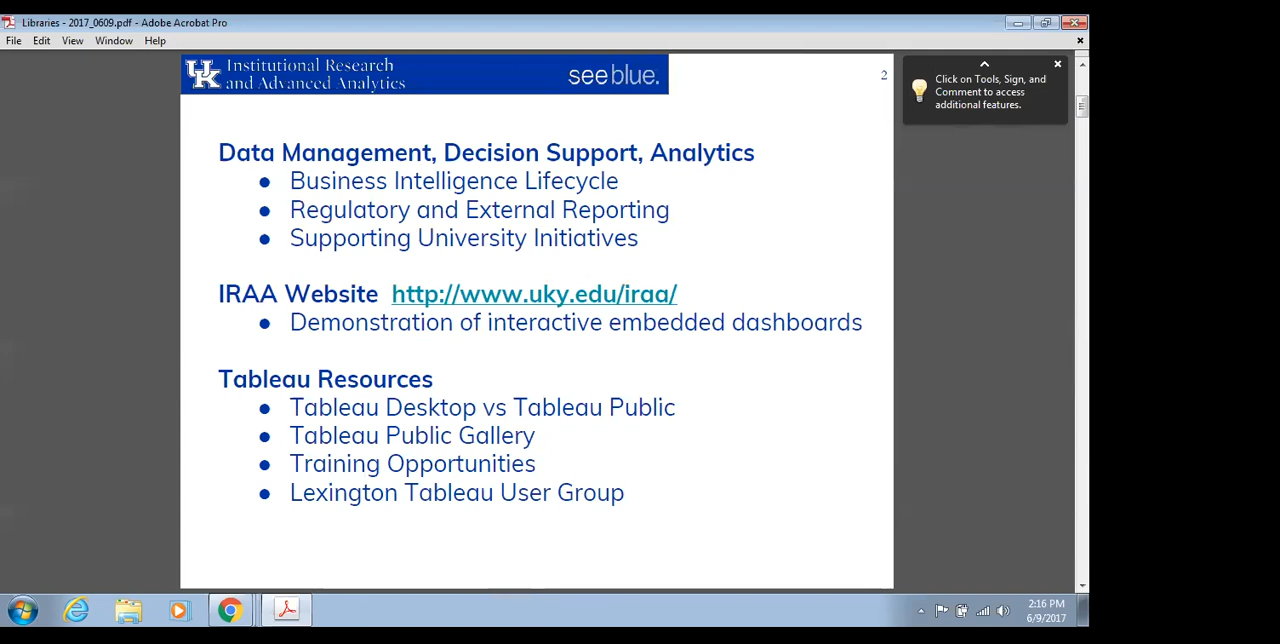 Libraries - 2017_0609.pdf - Adobe Acrobat Pro
File Edit View Window Help
UK Institutional Research
and Advanced Analytics
see blue.
2
Click on Tools, Sign, and
Comment to access
additional features.
Data Management, Decision Support, Analytics
● Business Intelligence Lifecycle
● Regulatory and External Reporting
● Supporting University Initiatives
IRAA Website http://www.uky.edu/iraa/
● Demonstration of interactive embedded dashboards
Tableau Resources
● Tableau Desktop vs Tableau Public
● Tableau Public Gallery
● Training Opportunities
● Lexington Tableau User Group
2:16 PM
6/9/2017